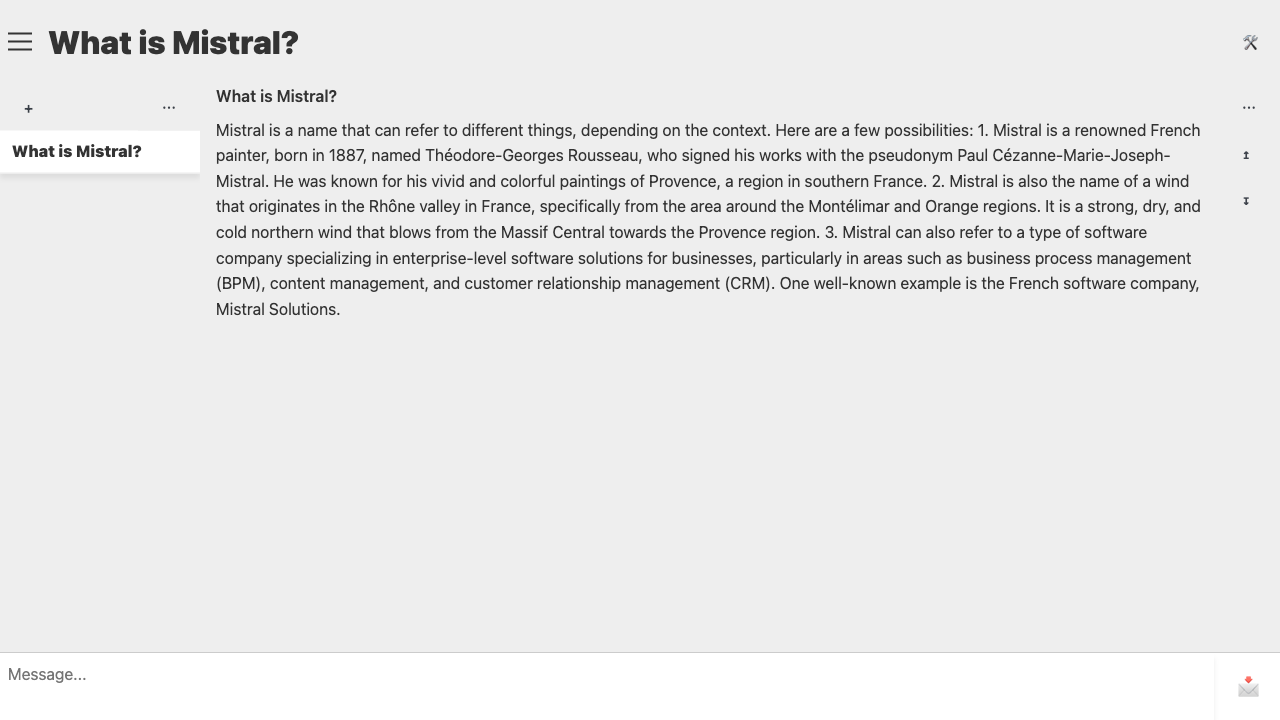 What is Mistral?
+
...
What is Mistral?
What is Mistral?
Mistral is a name that can refer to different things, depending on the context. Here are a few possibilities: 1. Mistral is a renowned French
painter, born in 1887, named Théodore-Georges Rousseau, who signed his works with the pseudonym Paul Cézanne-Marie-Joseph-
Mistral. He was known for his vivid and colorful paintings of Provence, a region in southern France. 2. Mistral is also the name of a wind
that originates in the Rhône valley in France, specifically from the area around the Montélimar and Orange regions. It is a strong, dry, and
cold northern wind that blows from the Massif Central towards the Provence region. 3. Mistral can also refer to a type of software
company specializing in enterprise-level software solutions for businesses, particularly in areas such as business process management
(BPM), content management, and customer relationship management (CRM). One well-known example is the French software company,
Mistral Solutions.
...
↥
↧
Message...